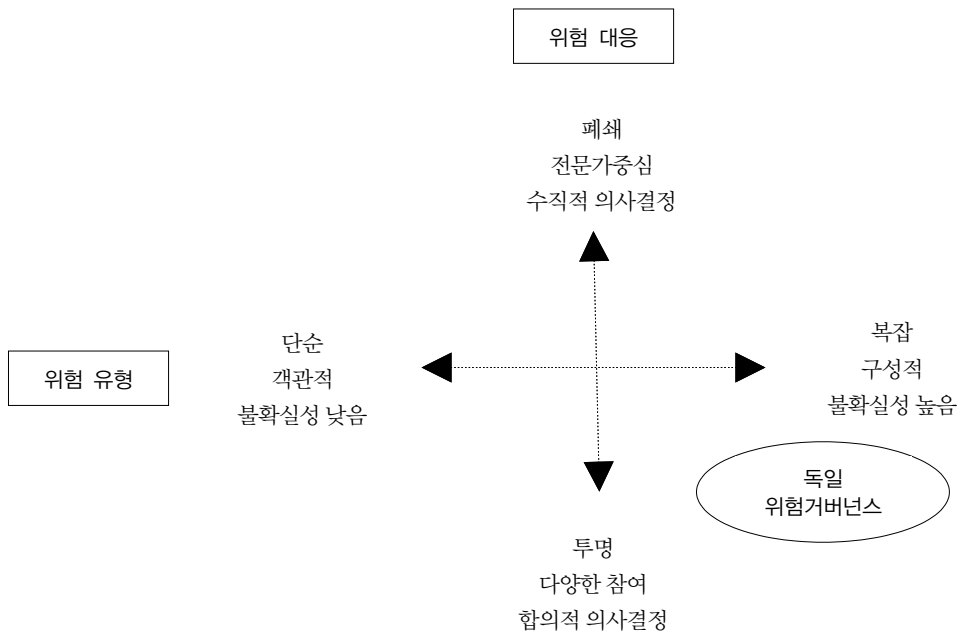 위험 대응
폐쇄
전문가중심
수직적 의사결정
위험 유형
단순
객관적
불확실성 낮음
복잡
구성적
불확실성 높음
독일
위험거버넌스
투명
다양한 참여
합의적 의사결정